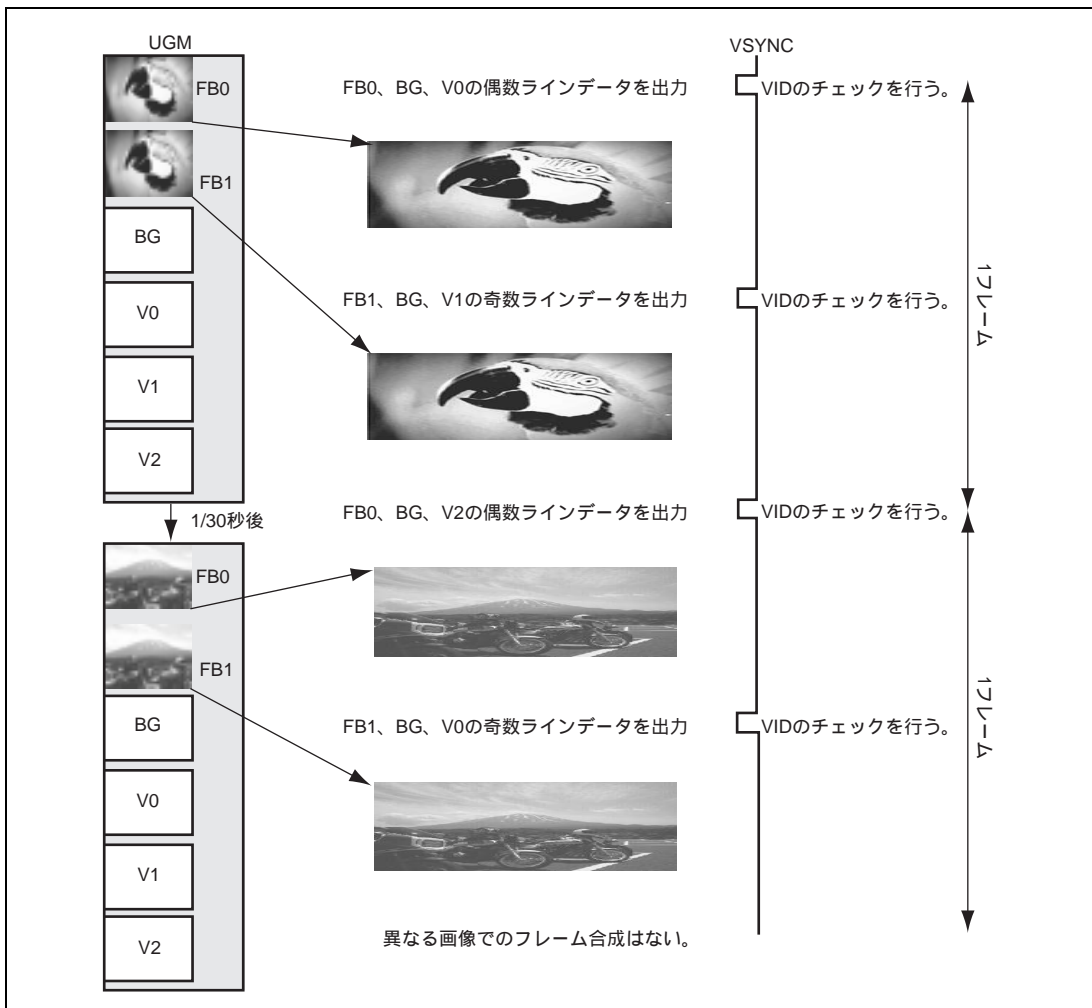 UGM
VSYNC
FB0
FB0、BG、V0の偶数ラインデータを出力
VIDのチェックを行う。
FB1
BG
V0
FB1、BG、V1の奇数ラインデータを出力
VIDのチェックを行う。
1フレーム
V1
V2
1/30秒後
FB0、BG、V2の偶数ラインデータを出力
VIDのチェックを行う。
FB0
FB1
BG
FB1、BG、V0の奇数ラインデータを出力
VIDのチェックを行う。
1フレーム
V0
V1
V2
異なる画像でのフレーム合成はない。